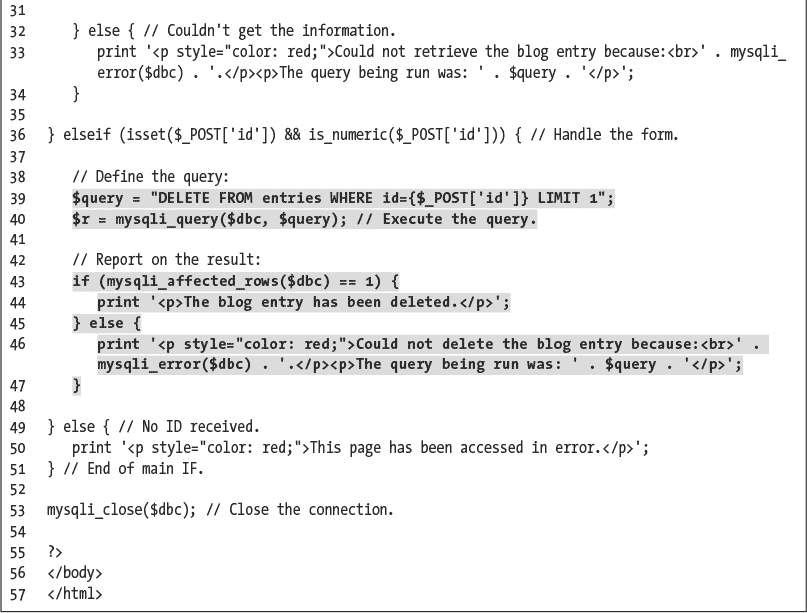 31
32 } else { // Couldn't get the information.
33 print '<p style="color: red;">Could not retrieve the blog entry because:<br>' . mysqli_
error($dbc) . '.</p><p>The query being run was: ' . $query . '</p>';
34 }
35
36 } elseif (isset($_POST['id']) && is_numeric($_POST['id'])) { // Handle the form.
37
38 // Define the query:
39 $query = "DELETE FROM entries WHERE id={$_POST['id']} LIMIT 1";
40 $r = mysqli_query($dbc, $query); // Execute the query.
41
42 // Report on the result:
43 if (mysqli_affected_rows($dbc) == 1) {
44 print '<p>The blog entry has been deleted.</p>';
45 } else {
46 print '<p style="color: red;">Could not delete the blog entry because:<br>' .
mysqli_error($dbc) . '.</p><p>The query being run was: ' . $query . '</p>';
47 }
48
49 } else { // No ID received.
50 print '<p style="color: red;">This page has been accessed in error.</p>';
51 } // End of main IF.
52
53 mysqli_close($dbc); // Close the connection.
54
55 ?>
56 </body>
57 </html>